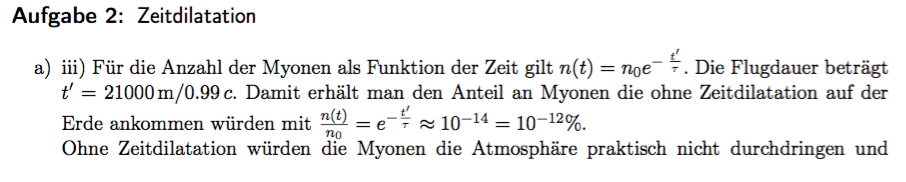 Aufgabe 2: Zeitdilatation
a) iii) Für die Anzahl der Myonen als Funktion der Zeit gilt n(t) = n₀e^{− t′/τ}. Die Flugdauer beträgt
t′ = 21000 m/0.99 c. Damit erhält man den Anteil an Myonen die ohne Zeitdilatation auf der
Erde ankommen würden mit n(t)/n₀ = e^{−t′/τ} ≈ 10^{−14} = 10^{−12}%.
Ohne Zeitdilatation würden die Myonen die Atmosphäre praktisch nicht durchdringen und